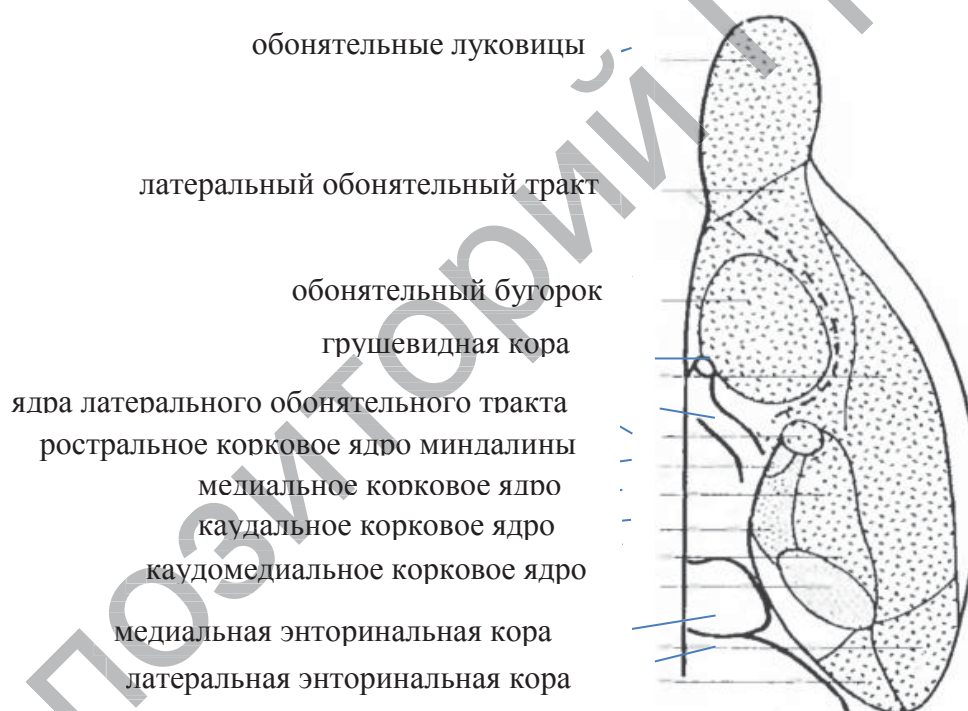 обонятельные луковицы
латеральный обонятельный тракт
обонятельный бугорок
грушевидная кора
ядра латерального обонятельного тракта
ростральное корковое ядро миндалины
медиальное корковое ядро
каудальное корковое ядро
каудомедиальное корковое ядро
медиальная энторинальная кора
латеральная энторинальная кора
позиторий